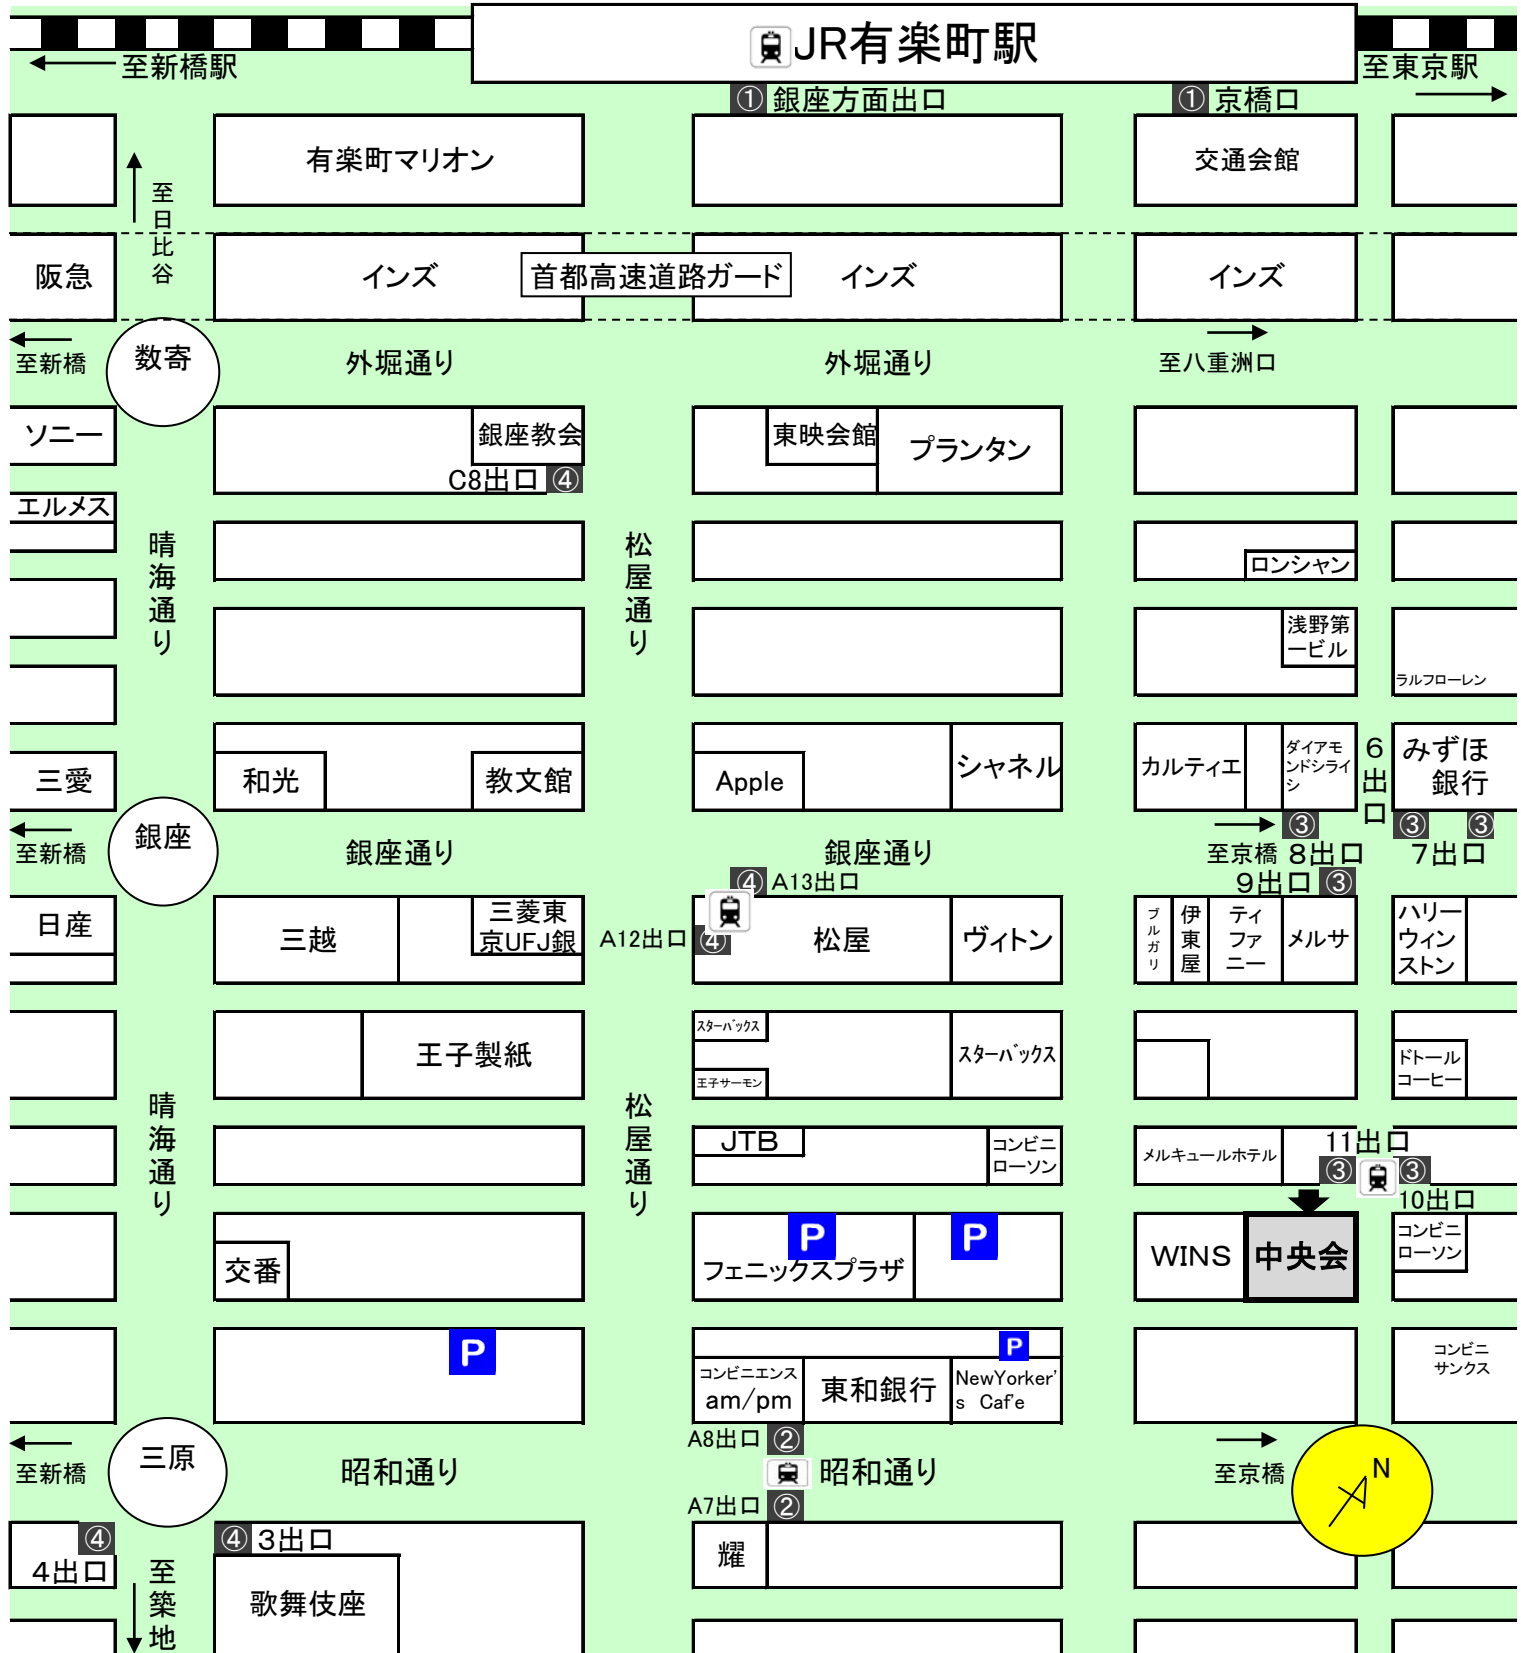 JR有楽町駅
至新橋駅
至東京駅
① 銀座方面出口
① 京橋口
有楽町マリオン
交通会館
至日比谷
阪急
インズ
首都高速道路ガード
インズ
インズ
至新橋
数寄
外堀通り
外堀通り
至八重洲口
ソニー
銀座教会
C8出口 ④
東映会館
プランタン
エルメス
晴海通り
松屋通り
ロンシャン
浅野第
一ビル
ラルフローレン
三愛
和光
教文館
Apple
シャネル
カルティエ
ダイアモ
ンドシライ
シ
6出口
みずほ
銀行
至新橋
銀座
銀座通り
銀座通り
至京橋
③
8出口
③
③
7出口
9出口 ③
④ A13出口
A12出口 ④
日産
三越
三菱東
京UFJ銀
松屋
ヴィトン
ブルガリ
伊東屋
ティ
ファ
ニー
メルサ
ハリー
ウィン
ストン
王子製紙
スターバックス
王子サーモン
スターバックス
ドトール
コーヒー
晴海通り
松屋通り
JTB
コンビニ
ローソン
メルキュールホテル
11出口
③
③
10出口
交番
P
フェニックスプラザ
P
WINS
中央会
コンビニ
ローソン
P
コンビニエンス
am/pm
東和銀行
P
NewYorker'
s Caf'e
コンビニ
サンクス
至新橋
三原
昭和通り
A8出口 ②
昭和通り
A7出口 ②
至京橋
N
④
4出口
④ 3出口
至築地
歌舞伎座
耀